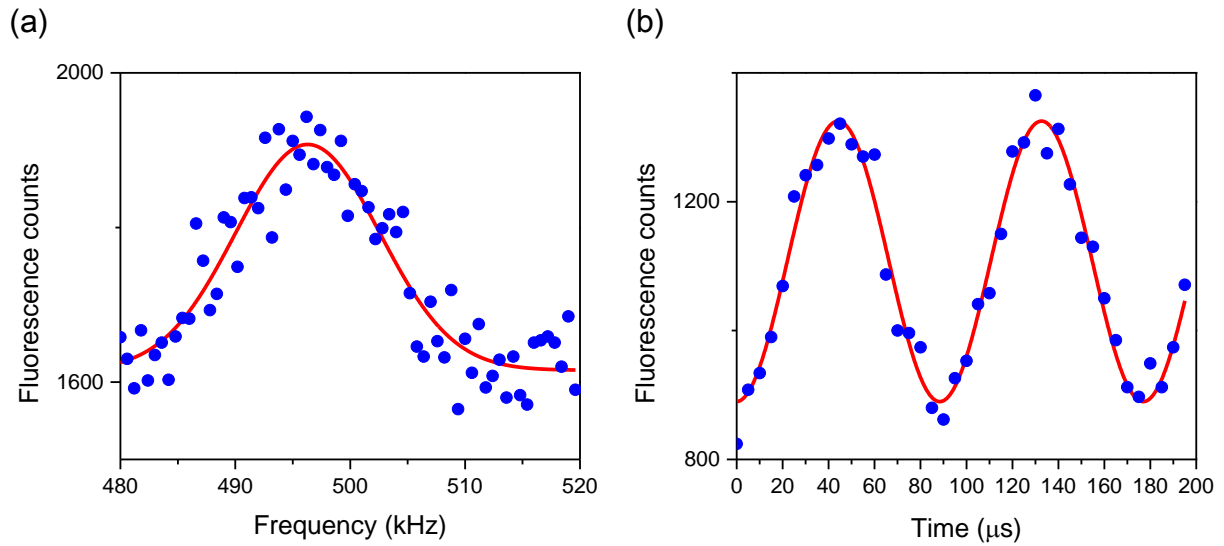 (a)
2000
1600
Fluorescence counts
480 490 500 510 520
Frequency (kHz)
(b)
1200
800
Fluorescence counts
0 20 40 60 80 100 120 140 160 180 200
Time (μs)